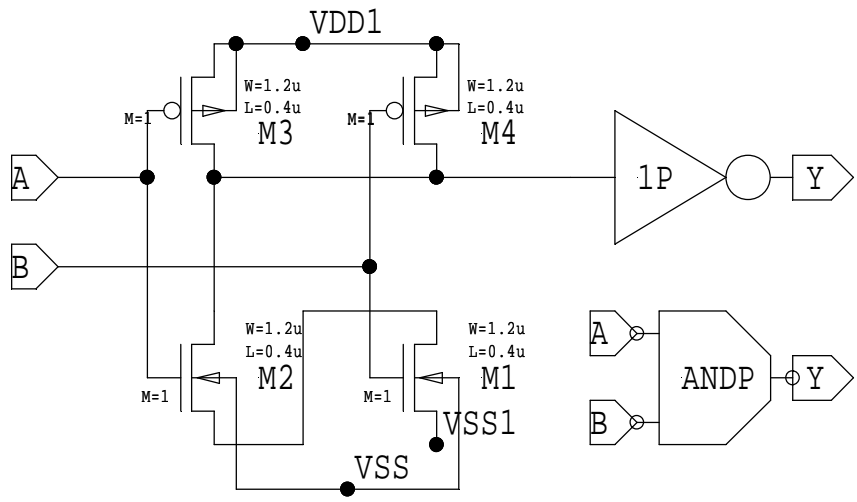 VDD1
W=1.2u
L=0.4u
M=1
M3
W=1.2u
L=0.4u
M=1
M4
A
1P
Y
B
W=1.2u
L=0.4u
M=1
M2
W=1.2u
L=0.4u
M=1
M1
VSS1
VSS
A
ANDP
Y
B